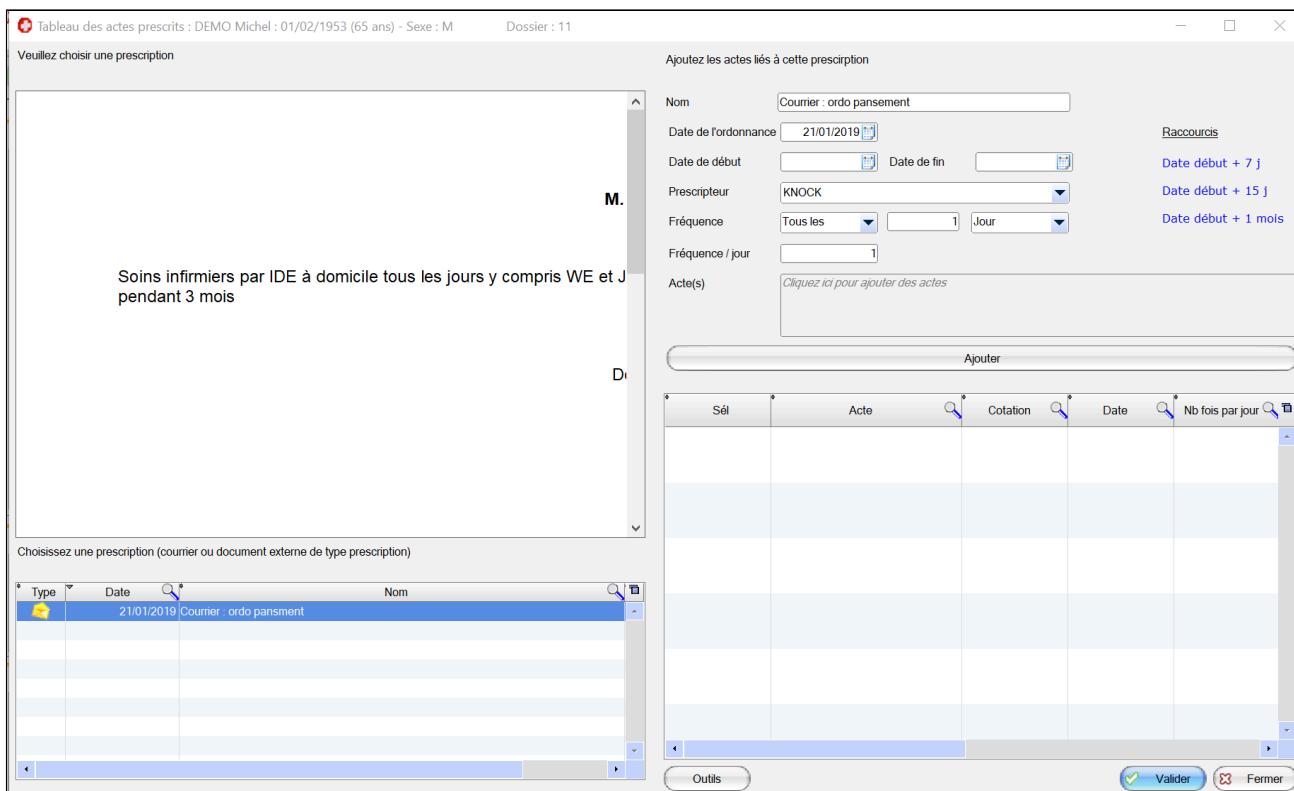 Tableau des actes prescrits : DEMO Michel : 01/02/1953 (65 ans) - Sexe : M Dossier : 11
Veuillez choisir une prescription
M.
Soins infirmiers par IDE à domicile tous les jours y compris WE et J
pendant 3 mois
Choisissez une prescription (courrier ou document externe de type prescription)
Type Date Nom
21/01/2019 Courrier : ordo pansment
Ajoutez les actes liés à cette prescirption
Nom Courrier : ordo pansement
Date de l'ordonnance 21/01/2019 Raccourcis
Date de début Date de fin Date début + 7 j
Prescripteur KNOCK Date début + 15 j
Fréquence Tous les 1 Jour Date début + 1 mois
Fréquence / jour 1
Acte(s) Cliquez ici pour ajouter des actes
Ajouter
Sél Acte Cotation Date Nb fois par jour
Outils Valider Fermer